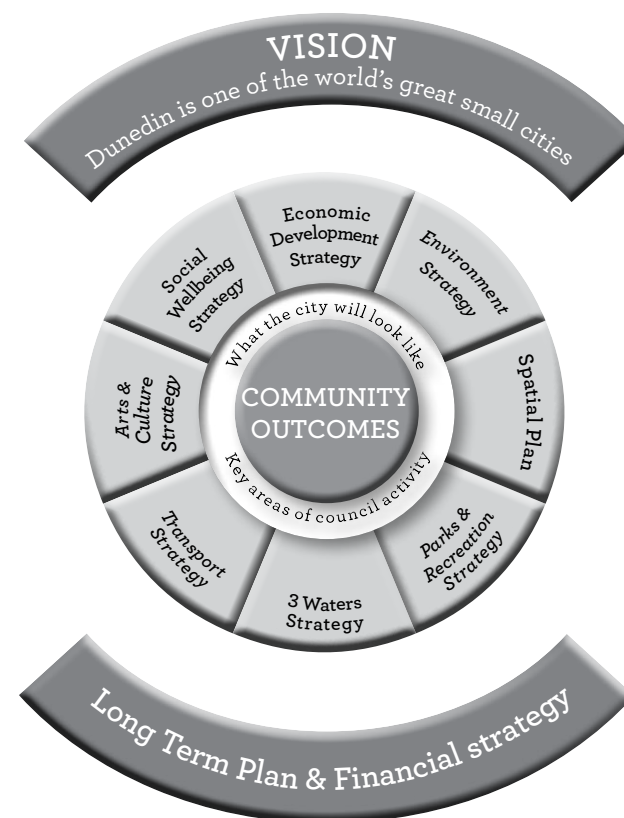 VISION
Dunedin is one of the world's great small cities
Economic
Development
Strategy
Environment
Strategy
Spatial Plan
Parks &
Recreation
Strategy
3 Waters
Strategy
Transport
Strategy
Arts &
Culture
Strategy
Social
Wellbeing
Strategy
What the city will look like
COMMUNITY
OUTCOMES
Key areas of council activity
Long Term Plan & Financial strategy